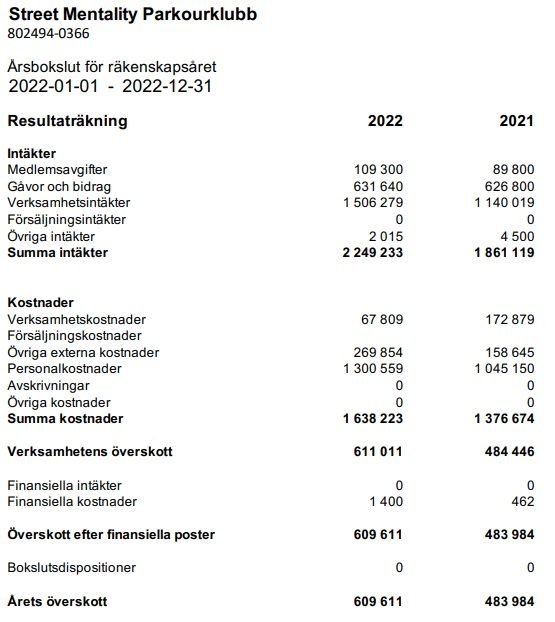 Street Mentality Parkourklubb
802494-0366
Årsbokslut för räkenskapsåret
2022-01-01 - 2022-12-31
Resultaträkning 2022 2021
Intäkter
Medlemsavgifter 109 300 89 800
Gåvor och bidrag 631 640 626 800
Verksamhetsintäkter 1 506 279 1 140 019
Försäljningsintäkter 0 0
Övriga intäkter 2 015 4 500
Summa intäkter 2 249 233 1 861 119
Kostnader
Verksamhetskostnader 67 809 172 879
Försäljningskostnader
Övriga externa kostnader 269 854 158 645
Personalkostnader 1 300 559 1 045 150
Avskrivningar 0 0
Övriga kostnader 0 0
Summa kostnader 1 638 223 1 376 674
Verksamhetens överskott 611 011 484 446
Finansiella intäkter 0 0
Finansiella kostnader 1 400 462
Överskott efter finansiella poster 609 611 483 984
Bokslutsdispositioner 0 0
Årets överskott 609 611 483 984